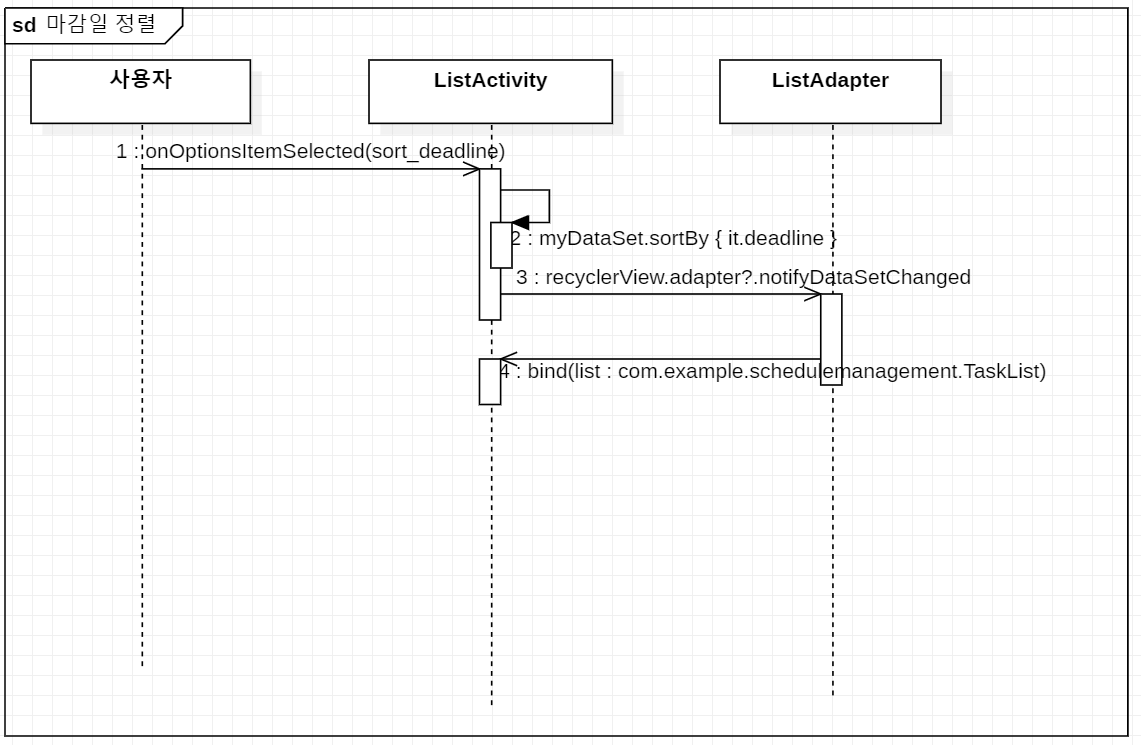 sd 마감일 정렬
사용자
ListActivity
ListAdapter
1 : onOptionsItemSelected(sort_deadline)
2 : myDataSet.sortBy { it.deadline }
3 : recyclerView.adapter?.notifyDataSetChanged
4 : bind(list : com.example.schedulemanagement.TaskList)